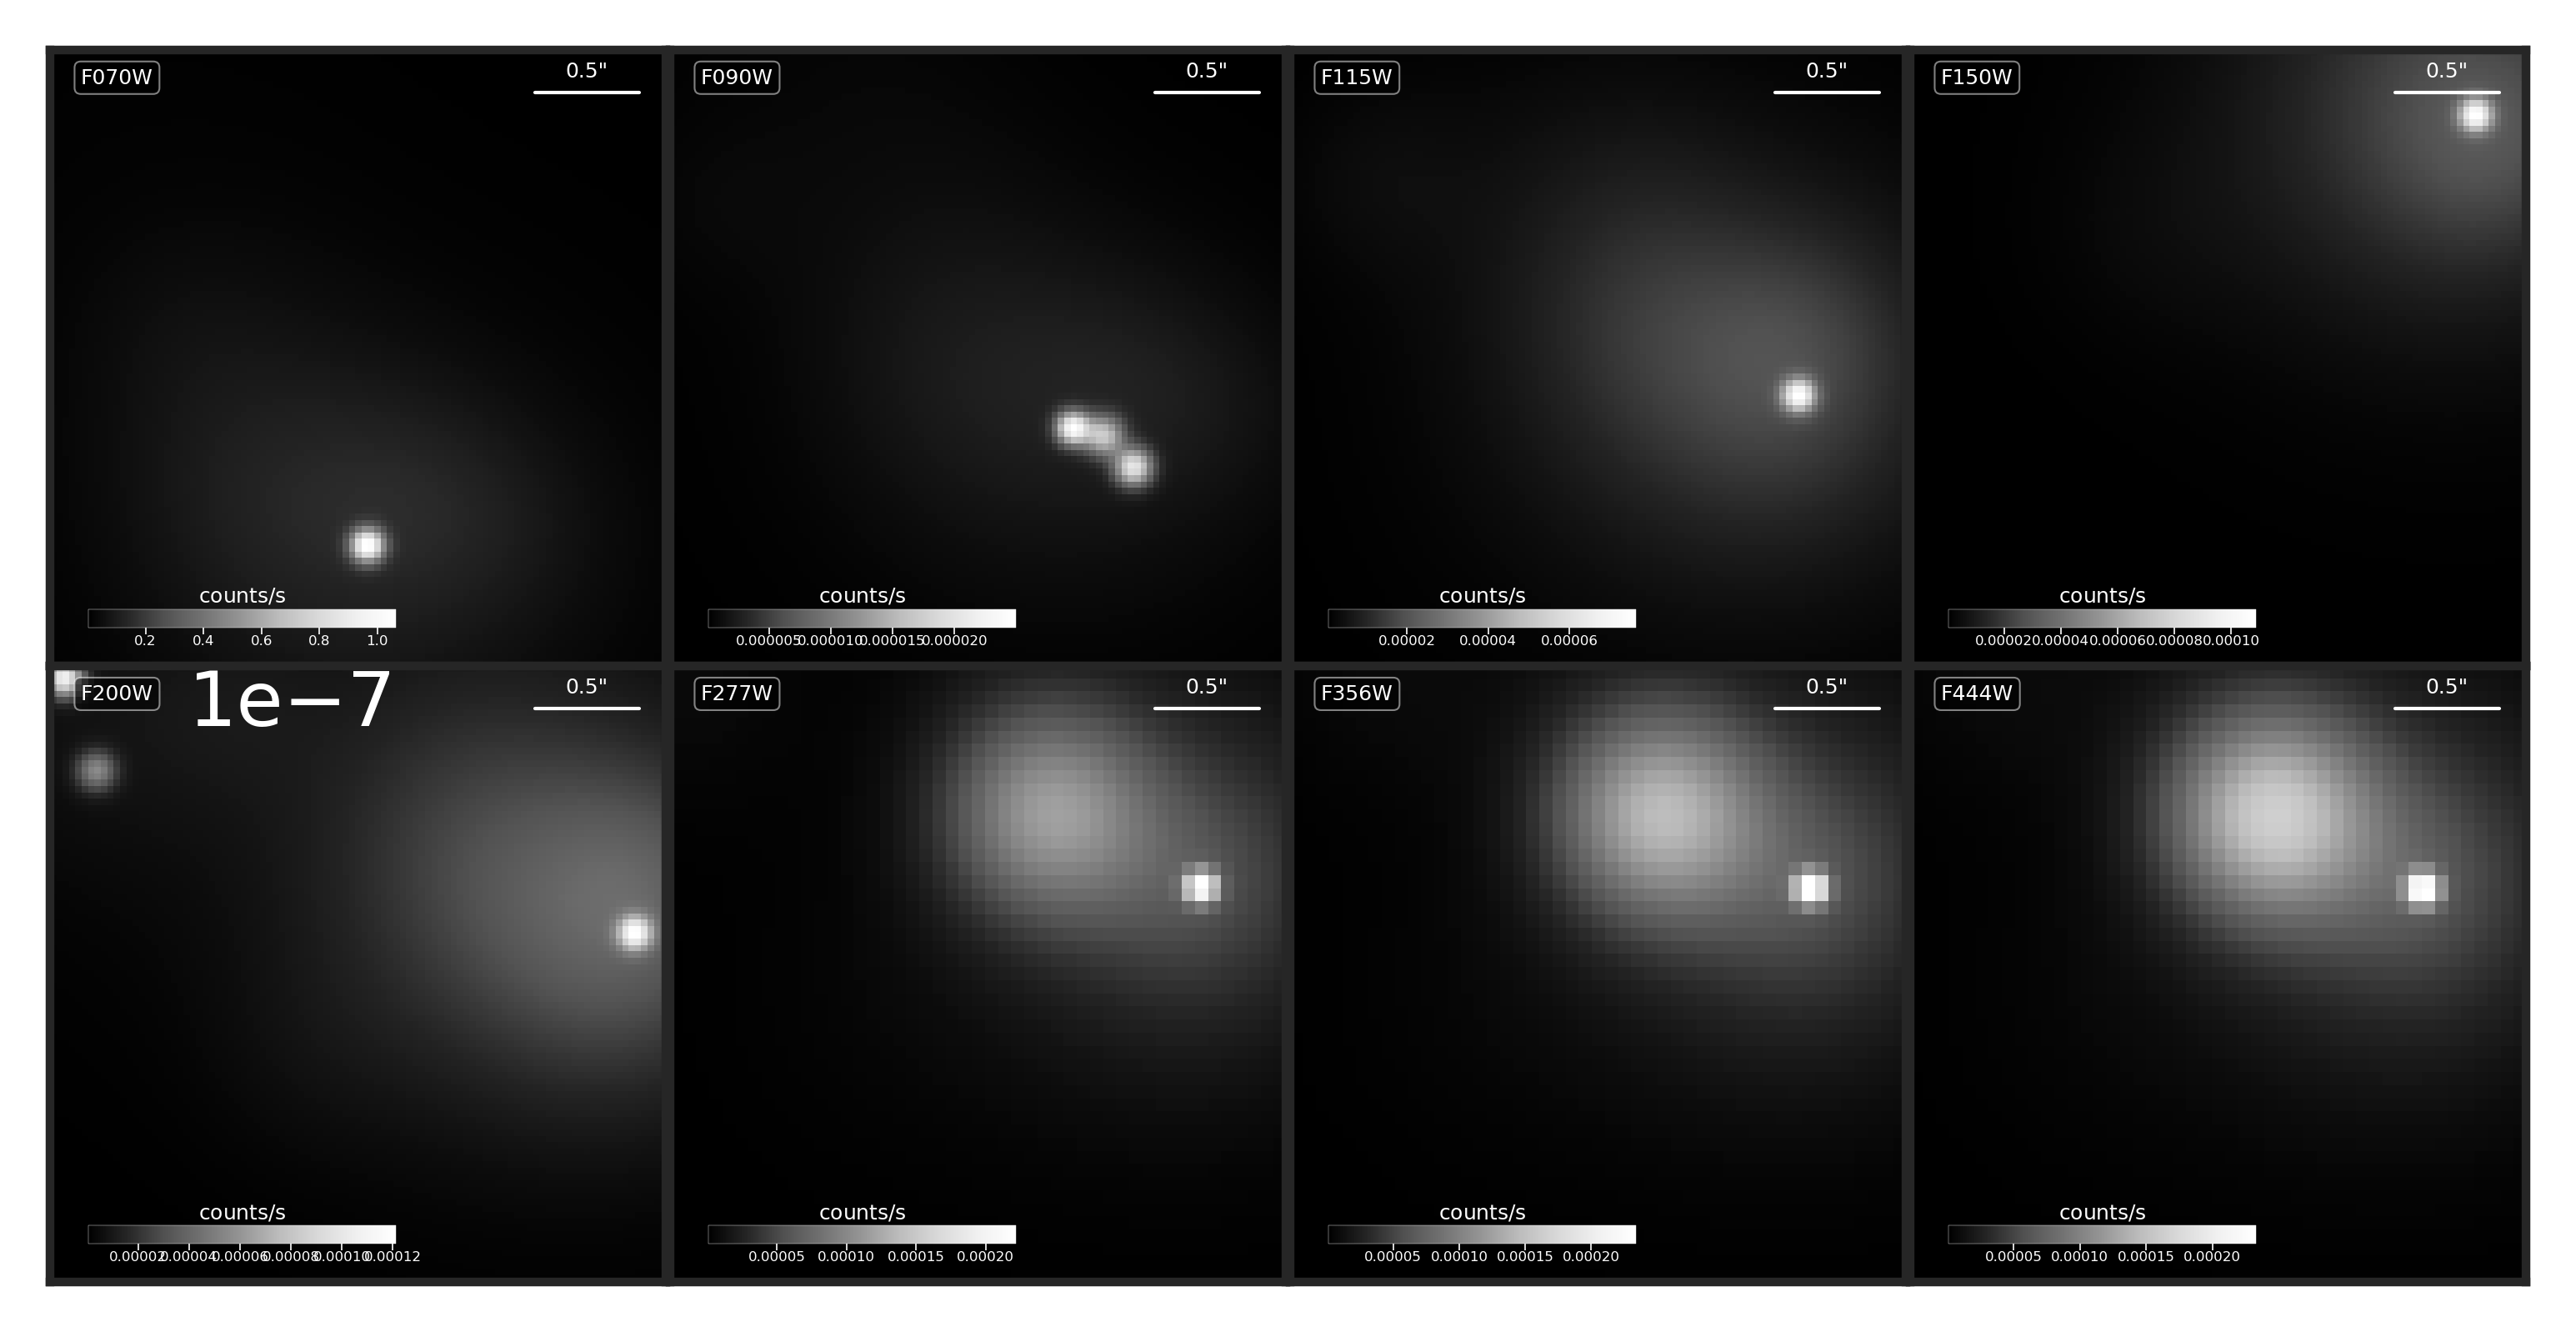 F070W 0.5"
counts/s
0.2 0.4 0.6 0.8 1.0
F090W 0.5"
counts/s
0.000005 0.000010 0.000015 0.000020
F115W 0.5"
counts/s
0.00002 0.00004 0.00006
F150W 0.5"
counts/s
0.00002 0.00004 0.00006 0.00008 0.00010
F200W 1e−7 0.5"
counts/s
0.00002 0.00004 0.00006 0.00008 0.00010 0.00012
F277W 0.5"
counts/s
0.00005 0.00010 0.00015 0.00020
F356W 0.5"
counts/s
0.00005 0.00010 0.00015 0.00020
F444W 0.5"
counts/s
0.00005 0.00010 0.00015 0.00020